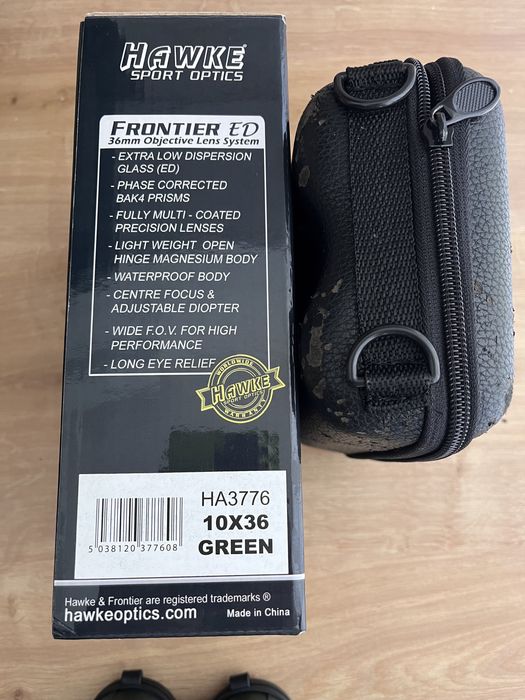 HAWKE®
SPORT OPTICS
FRONTIER ED
36mm Objective Lens System
- EXTRA LOW DISPERSION
GLASS (ED)
- PHASE CORRECTED
BAK4 PRISMS
- FULLY MULTI - COATED
PRECISION LENSES
- LIGHT WEIGHT OPEN
HINGE MAGNESIUM BODY
- WATERPROOF BODY
- CENTRE FOCUS &
ADJUSTABLE DIOPTER
- WIDE F.O.V. FOR HIGH
PERFORMANCE
- LONG EYE RELIEF
WORLDWIDE
HAWKE
SPORT OPTICS
WARRANTY
HA3776
10X36
GREEN
5 038120 377608
Hawke & Frontier are registered trademarks ®
hawkeoptics.com
Made in China